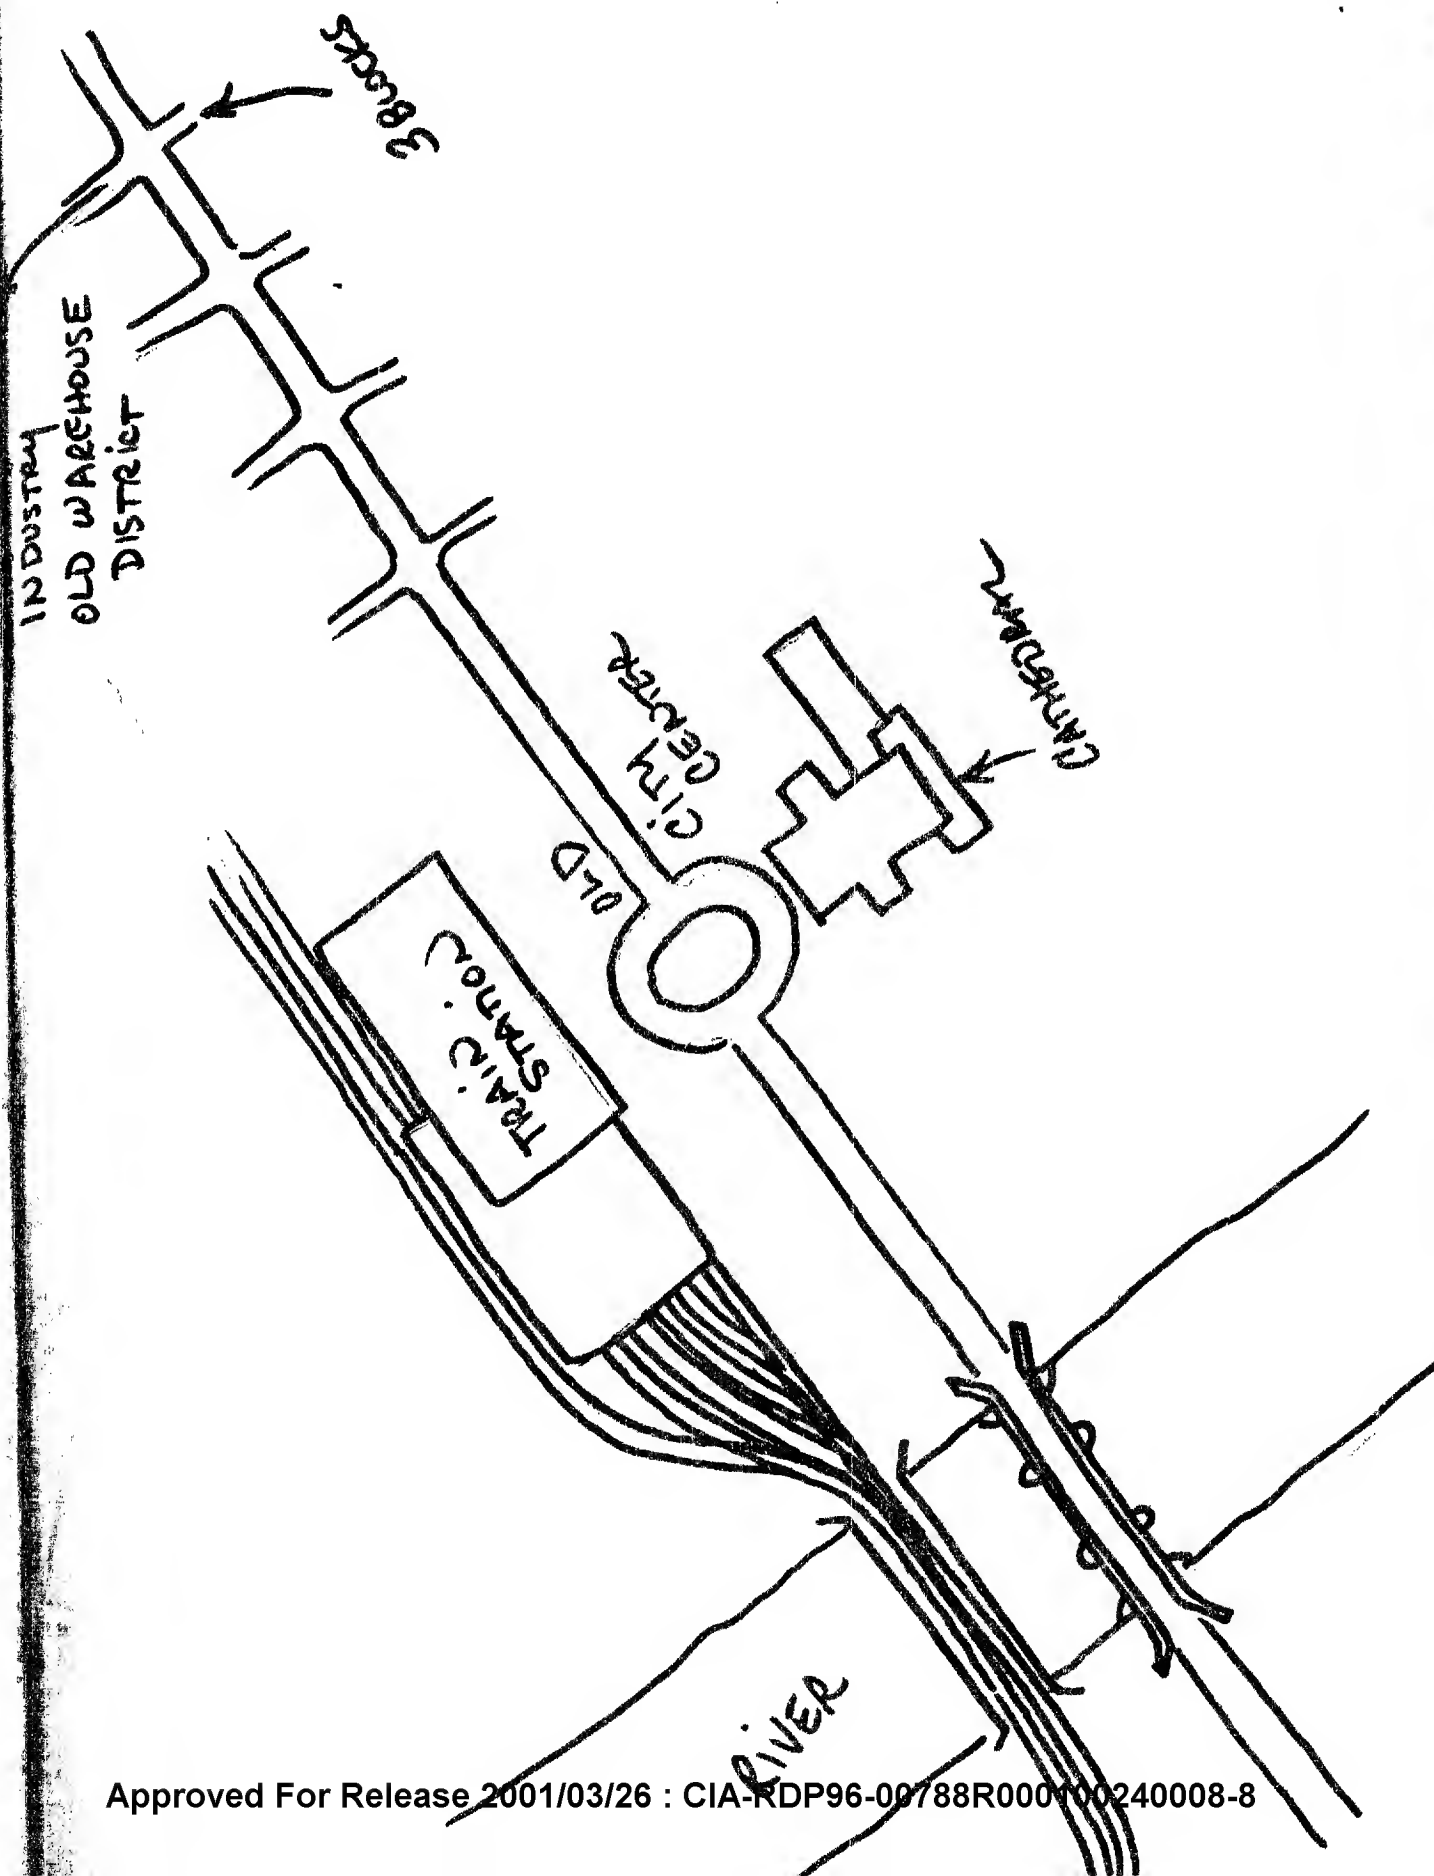 3 BLOCKS
INDUSTRY
OLD WAREHOUSE
DISTRICT
CATHEDRAL
OLD CITY
CENTER
TRAIN
STATION
RIVER
Approved For Release 2001/03/26 : CIA-RDP96-00788R000100240008-8